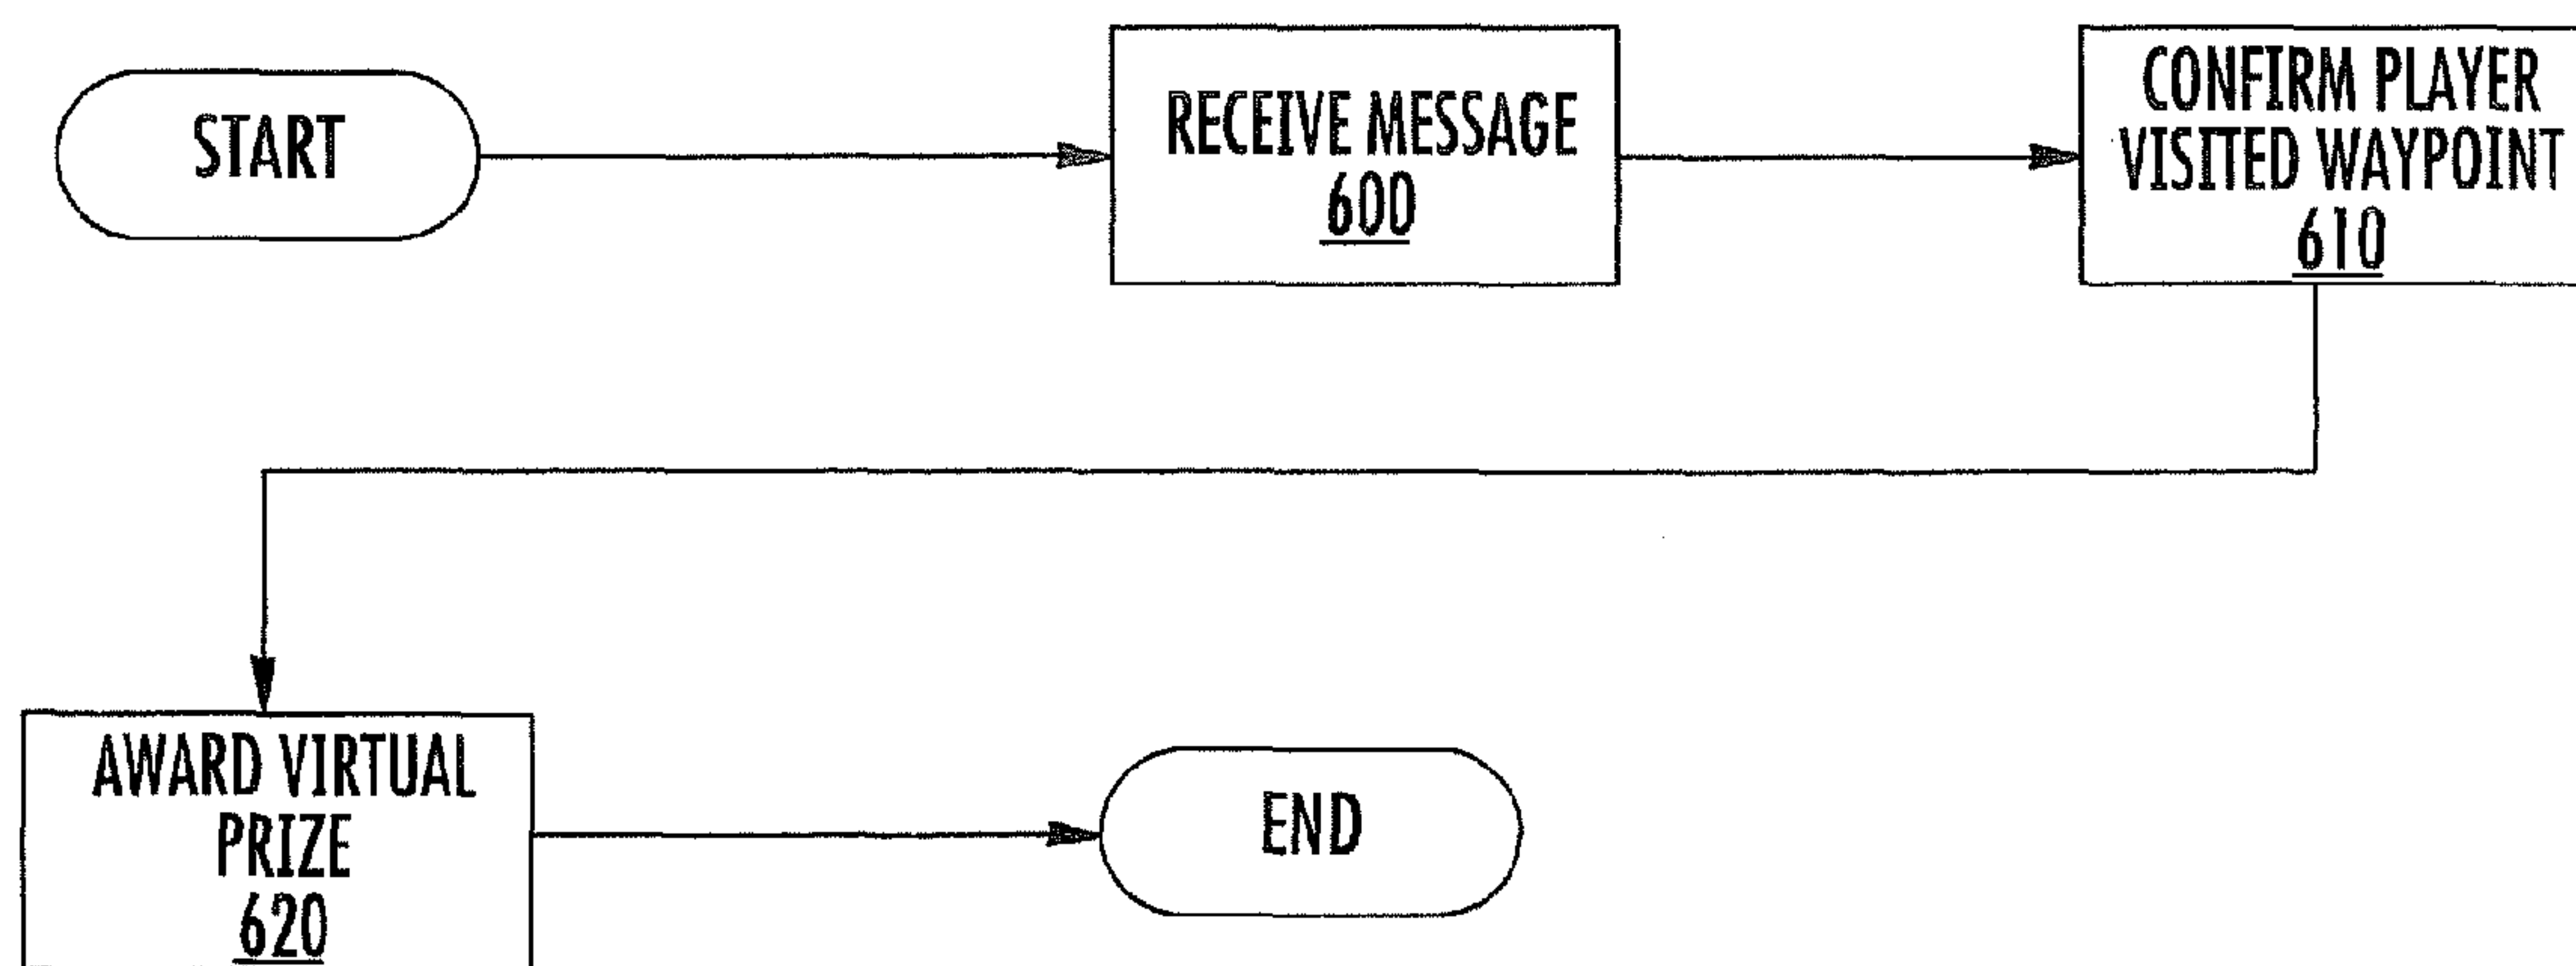 START
RECEIVE MESSAGE
600
CONFIRM PLAYER
VISITED WAYPOINT
610
AWARD VIRTUAL
PRIZE
620
END